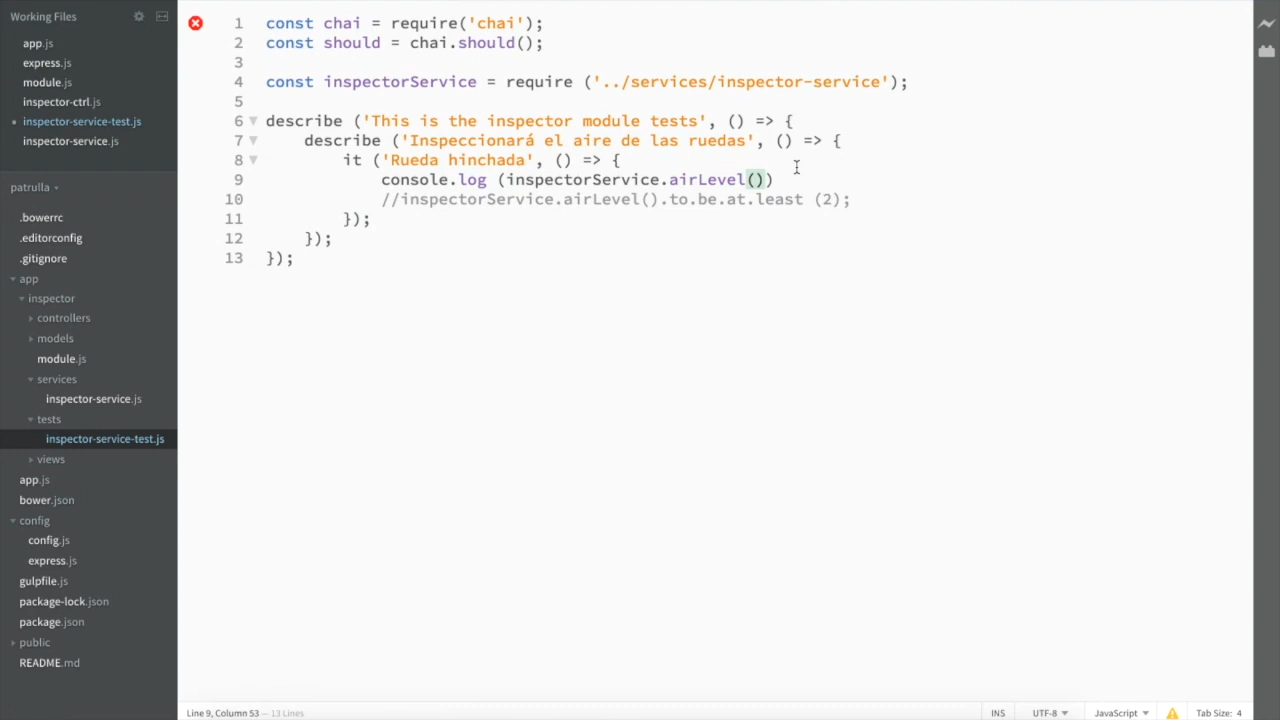 Working Files
app.js
express.js
module.js
inspector-ctrl.js
inspector-service-test.js
inspector-service.js
patrulla
.bowerrc
.editorconfig
.gitignore
app
inspector
controllers
models
module.js
services
inspector-service.js
tests
inspector-service-test.js
views
app.js
bower.json
config
config.js
express.js
gulpfile.js
package-lock.json
package.json
public
README.md
1 const chai = require('chai');
2 const should = chai.should();
3
4 const inspectorService = require ('../services/inspector-service');
5
6 describe ('This is the inspector module tests', () => {
7 describe ('Inspeccionará el aire de las ruedas', () => {
8 it ('Rueda hinchada', () => {
9 console.log (inspectorService.airLevel())
10 //inspectorService.airLevel().to.be.at.least (2);
11 });
12 });
13 });
Line 9, Column 53 — 13 Lines
INS UTF-8 JavaScript Tab Size: 4